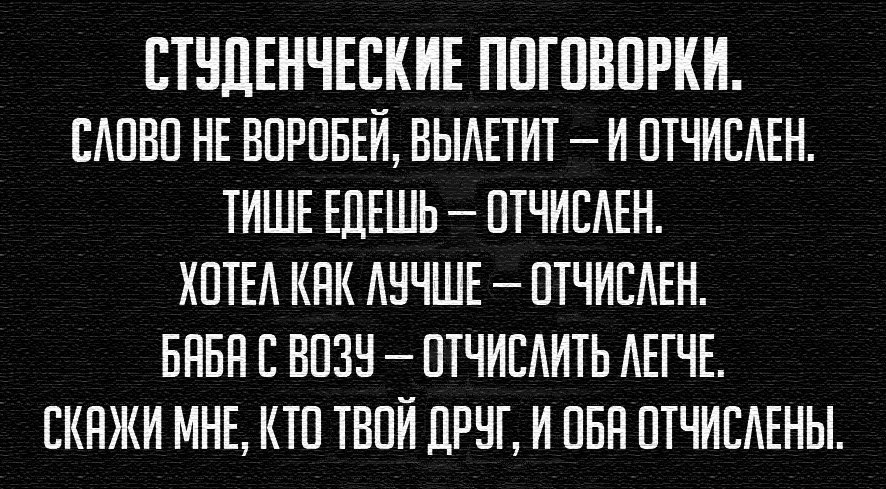 СТУДЕНЧЕСКИЕ ПОГОВОРКИ.
СЛОВО НЕ ВОРОБЕЙ, ВЫЛЕТИТ – И ОТЧИСЛЕН.
ТИШЕ ЕДЕШЬ – ОТЧИСЛЕН.
ХОТЕЛ КАК ЛУЧШЕ – ОТЧИСЛЕН.
БАБА С ВОЗУ – ОТЧИСЛИТЬ ЛЕГЧЕ.
СКАЖИ МНЕ, КТО ТВОЙ ДРУГ, И ОБА ОТЧИСЛЕНЫ.